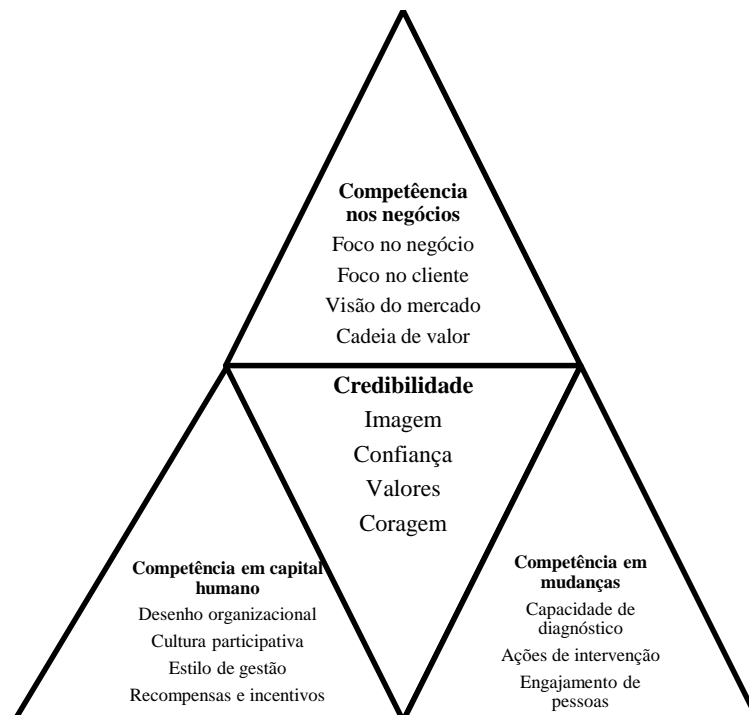 Competêencia
nos negócios
Foco no negócio
Foco no cliente
Visão do mercado
Cadeia de valor
Credibilidade
Imagem
Confiança
Valores
Coragem
Competência em capital
humano
Desenho organizacional
Cultura participativa
Estilo de gestão
Recompensas e incentivos
Competência em
mudanças
Capacidade de
diagnóstico
Ações de intervenção
Engajamento de
pessoas